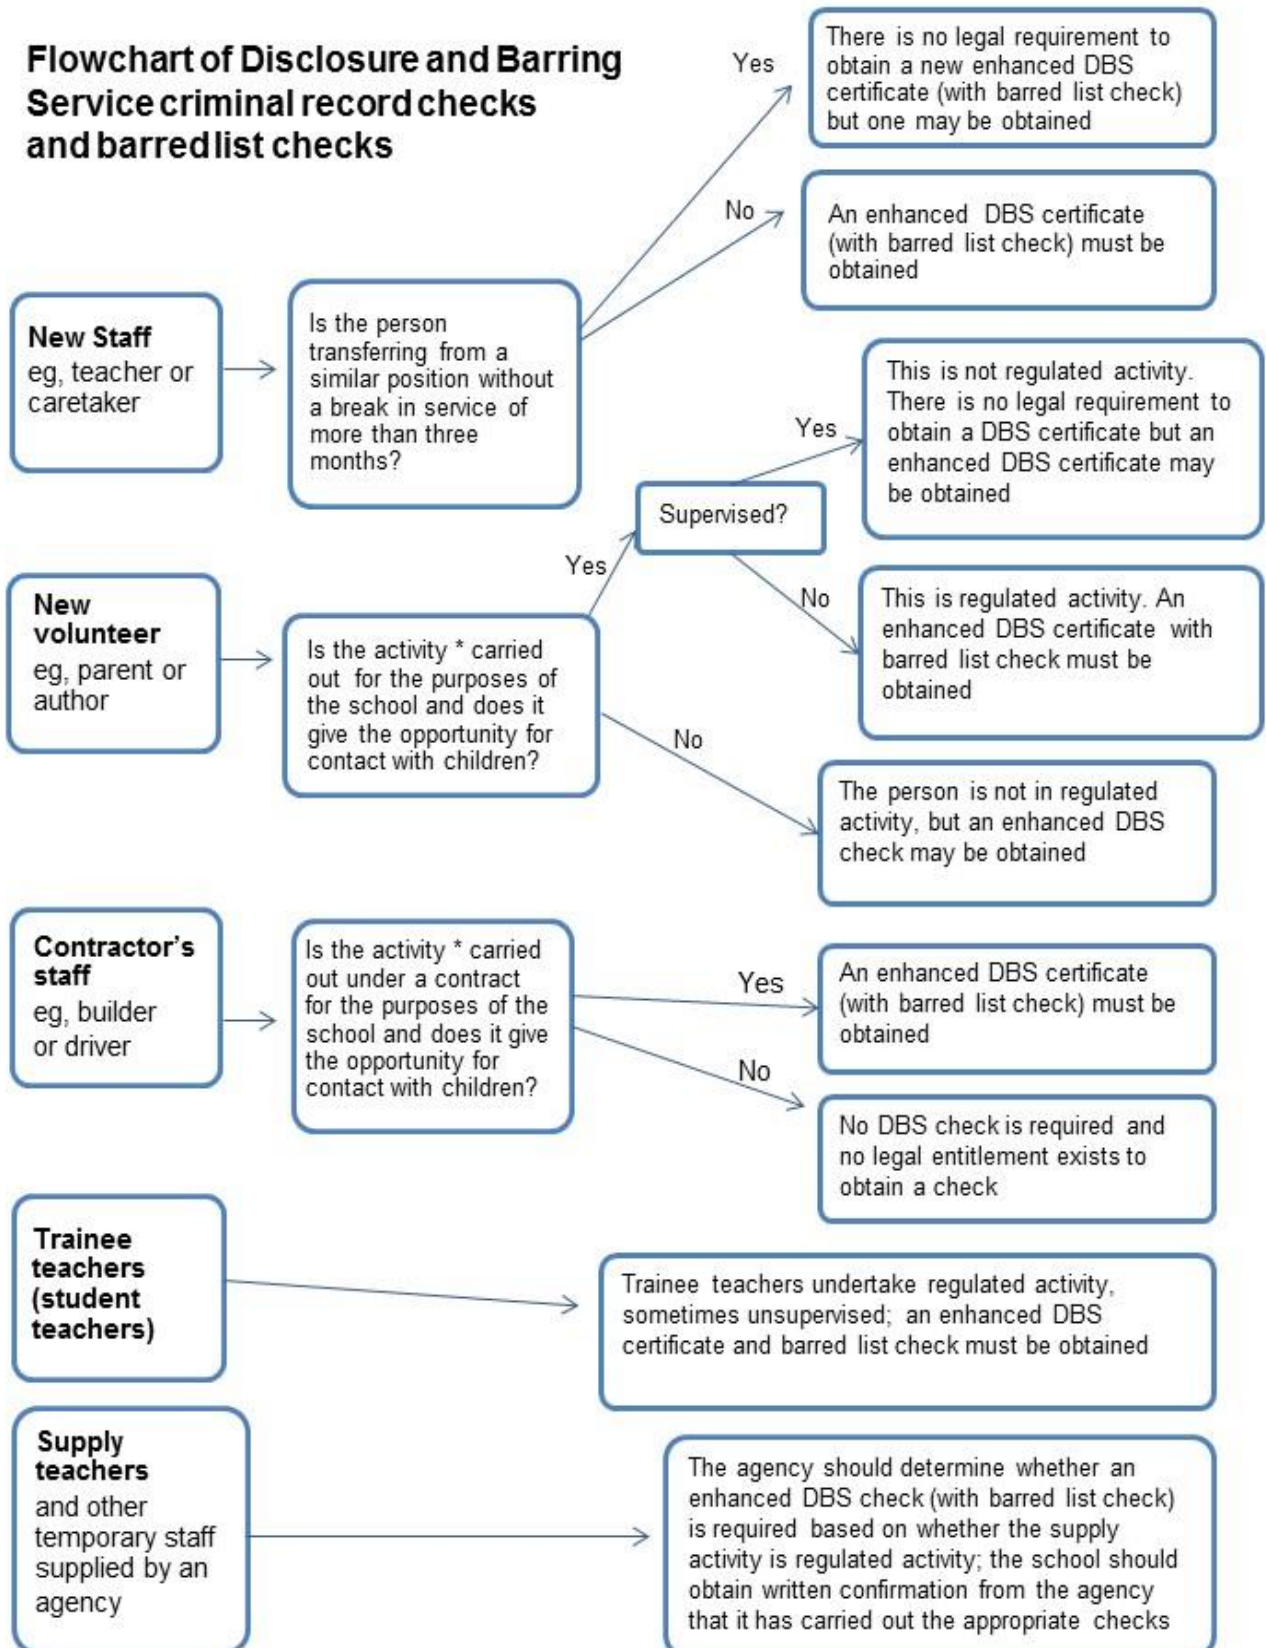 Flowchart of Disclosure and Barring
Service criminal record checks
and barred list checks
Yes
There is no legal requirement to
obtain a new enhanced DBS
certificate (with barred list check)
but one may be obtained
No
An enhanced DBS certificate
(with barred list check) must be
obtained
New Staff
eg, teacher or
caretaker
Is the person
transferring from a
similar position without
a break in service of
more than three
months?
New
volunteer
eg, parent or
author
Is the activity * carried
out for the purposes of
the school and does it
give the opportunity for
contact with children?
Yes
Supervised?
Yes
This is not regulated activity.
There is no legal requirement to
obtain a DBS certificate but an
enhanced DBS certificate may
be obtained
No
This is regulated activity. An
enhanced DBS certificate with
barred list check must be
obtained
No
The person is not in regulated
activity, but an enhanced DBS
check may be obtained
Contractor's
staff
eg, builder
or driver
Is the activity * carried
out under a contract
for the purposes of the
school and does it give
the opportunity for
contact with children?
Yes
An enhanced DBS certificate
(with barred list check) must be
obtained
No
No DBS check is required and
no legal entitlement exists to
obtain a check
Trainee
teachers
(student
teachers)
Trainee teachers undertake regulated activity,
sometimes unsupervised; an enhanced DBS
certificate and barred list check must be obtained
Supply
teachers
and other
temporary staff
supplied by an
agency
The agency should determine whether an
enhanced DBS check (with barred list check)
is required based on whether the supply
activity is regulated activity; the school should
obtain written confirmation from the agency
that it has carried out the appropriate checks